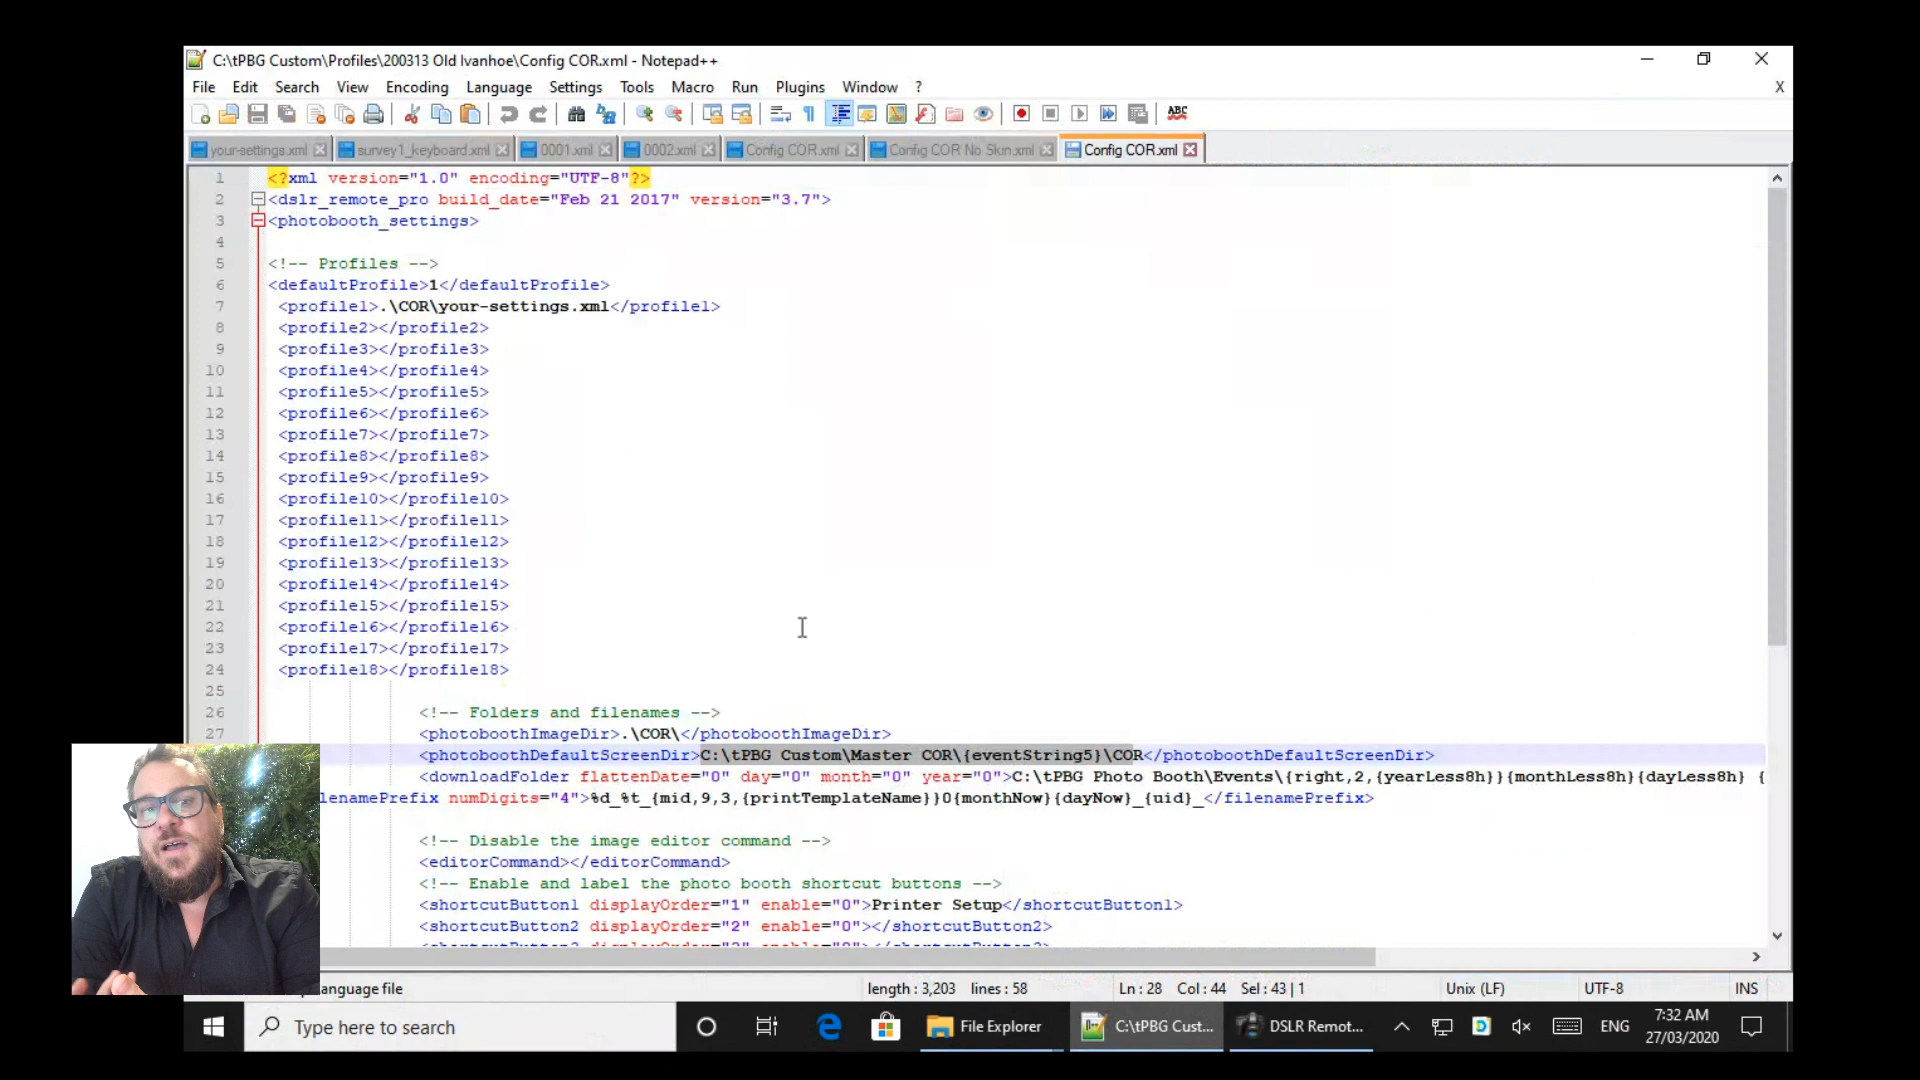 C:\tPBG Custom\Profiles\200313 Old Ivanhoe\Config COR.xml - Notepad++
File Edit Search View Encoding Language Settings Tools Macro Run Plugins Window ? X
ABC
your-settings.xml survey1_keyboard.xml 0001.xml 0002.xml Config COR.xml Config COR No Skin.xml Config COR.xml
1 <?xml version="1.0" encoding="UTF-8"?>
2 <dslr_remote_pro build_date="Feb 21 2017" version="3.7">
3 <photobooth_settings>
4
5 <!-- Profiles -->
6 <defaultProfile>1</defaultProfile>
7 <profile1>.\COR\your-settings.xml</profile1>
8 <profile2></profile2>
9 <profile3></profile3>
10 <profile4></profile4>
11 <profile5></profile5>
12 <profile6></profile6>
13 <profile7></profile7>
14 <profile8></profile8>
15 <profile9></profile9>
16 <profile10></profile10>
17 <profile11></profile11>
18 <profile12></profile12>
19 <profile13></profile13>
20 <profile14></profile14>
21 <profile15></profile15>
22 <profile16></profile16>
23 <profile17></profile17>
24 <profile18></profile18>
25
26 <!-- Folders and filenames -->
27 <photoboothImageDir>.\COR\</photoboothImageDir>
<photoboothDefaultScreenDir>C:\tPBG Custom\Master COR\{eventString5}\COR</photoboothDefaultScreenDir>
<downloadFolder flattenDate="0" day="0" month="0" year="0">C:\tPBG Photo Booth\Events\{right,2,{yearLess8h}}{monthLess8h}{dayLess8h} {
lenamePrefix numDigits="4">%d_%t_{mid,9,3,{printTemplateName}}0{monthNow}{dayNow}_{uid}_</filenamePrefix>
<!-- Disable the image editor command -->
<editorCommand></editorCommand>
<!-- Enable and label the photo booth shortcut buttons -->
<shortcutButton1 displayOrder="1" enable="0">Printer Setup</shortcutButton1>
<shortcutButton2 displayOrder="2" enable="0"></shortcutButton2>
anguage file length : 3,203 lines : 58 Ln : 28 Col : 44 Sel : 43 | 1 Unix (LF) UTF-8 INS
Type here to search File Explorer C:\tPBG Cust... DSLR Remot... ENG 7:32 AM
27/03/2020